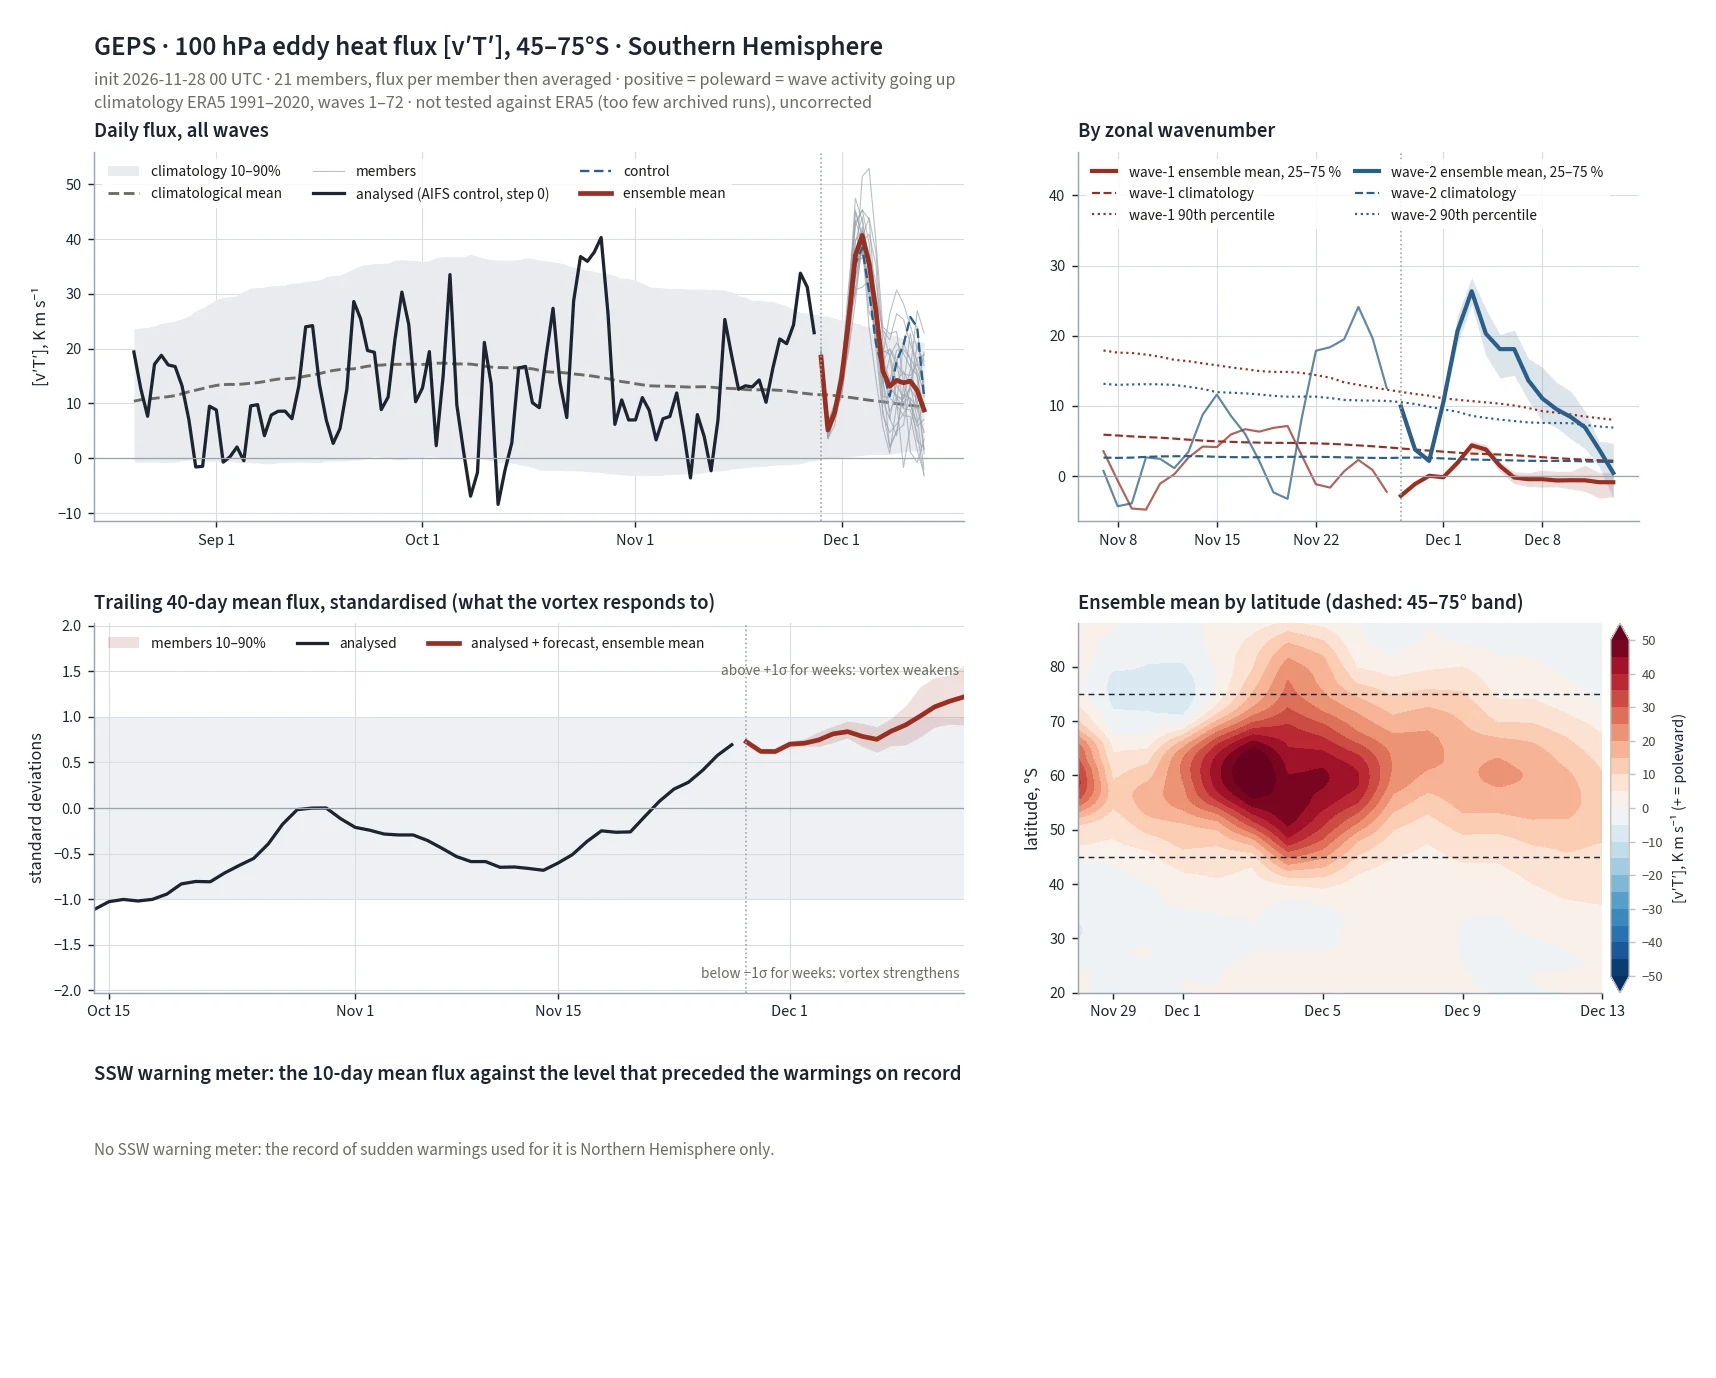 GEPS · 100 hPa eddy heat flux [v′T′], 45–75°S · Southern Hemisphere
init 2026-11-28 00 UTC · 21 members, flux per member then averaged · positive = poleward = wave activity going up
climatology ERA5 1991–2020, waves 1–72 · not tested against ERA5 (too few archived runs), uncorrected
Daily flux, all waves
climatology 10–90%
members
control
climatological mean
analysed (AIFS control, step 0)
ensemble mean
[v′T′], K m s⁻¹
50
40
30
20
10
0
−10
Sep 1
Oct 1
Nov 1
Dec 1
By zonal wavenumber
wave-1 ensemble mean, 25–75 %
wave-2 ensemble mean, 25–75 %
wave-1 climatology
wave-2 climatology
wave-1 90th percentile
wave-2 90th percentile
40
30
20
10
0
Nov 8
Nov 15
Nov 22
Dec 1
Dec 8
Trailing 40-day mean flux, standardised (what the vortex responds to)
members 10–90%
analysed
analysed + forecast, ensemble mean
above +1σ for weeks: vortex weakens
below −1σ for weeks: vortex strengthens
standard deviations
2.0
1.5
1.0
0.5
0.0
−0.5
−1.0
−1.5
−2.0
Oct 15
Nov 1
Nov 15
Dec 1
Ensemble mean by latitude (dashed: 45–75° band)
latitude, °S
80
70
60
50
40
30
20
Nov 29
Dec 1
Dec 5
Dec 9
Dec 13
50
40
30
20
10
0
−10
−20
−30
−40
−50
[v′T′], K m s⁻¹ (+ = poleward)
SSW warning meter: the 10-day mean flux against the level that preceded the warmings on record
No SSW warning meter: the record of sudden warmings used for it is Northern Hemisphere only.